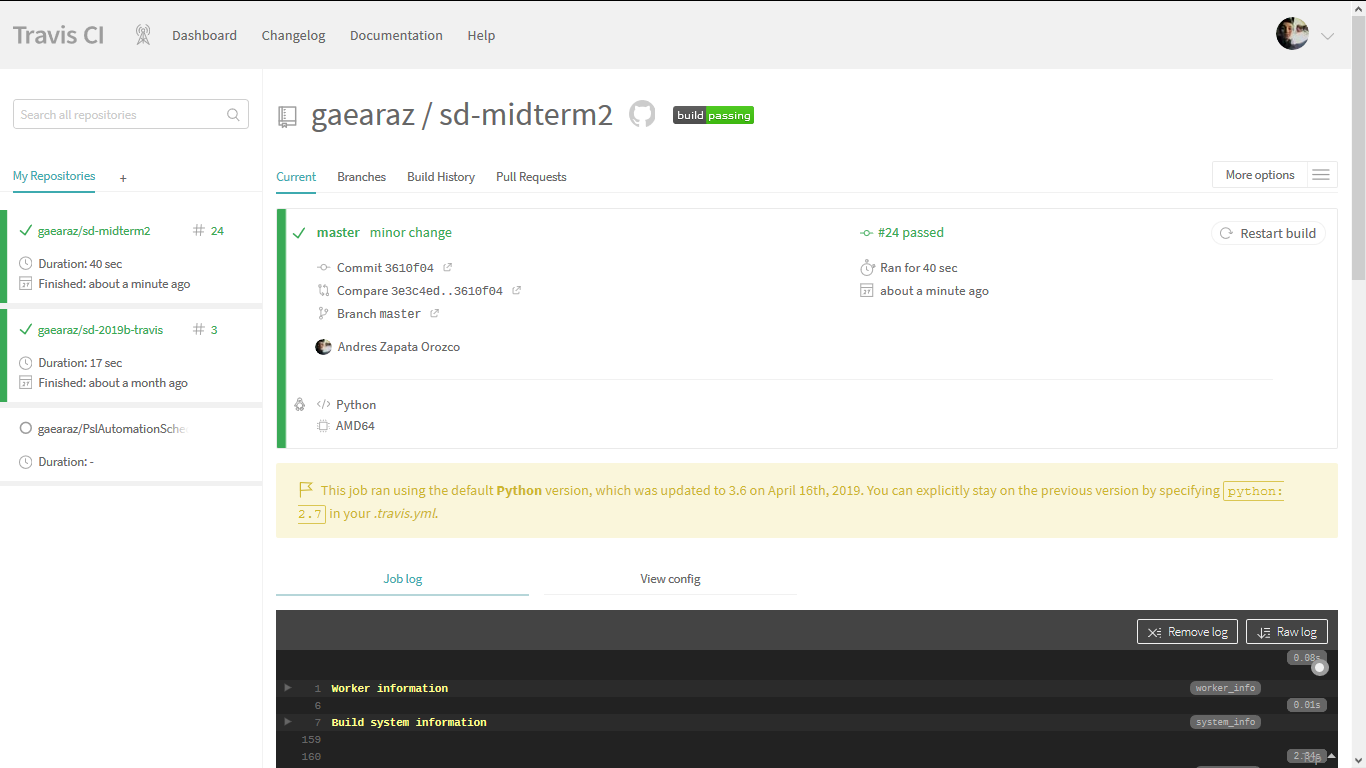 Travis CI
Dashboard
Changelog
Documentation
Help
Search all repositories
My Repositories
+
gaearaz/sd-midterm2
# 24
Duration: 40 sec
Finished: about a minute ago
gaearaz/sd-2019b-travis
# 3
Duration: 17 sec
Finished: about a month ago
gaearaz/PslAutomationSche
Duration: -
gaearaz / sd-midterm2
build passing
Current
Branches
Build History
Pull Requests
More options
master minor change
#24 passed
Restart build
Commit 3610f04
Ran for 40 sec
Compare 3e3c4ed..3610f04
about a minute ago
Branch master
Andres Zapata Orozco
</> Python
AMD64
This job ran using the default Python version, which was updated to 3.6 on April 16th, 2019. You can explicitly stay on the previous version by specifying python:
2.7 in your .travis.yml.
Job log
View config
Remove log
Raw log
0.08s
1 Worker information
worker_info
6
0.01s
7 Build system information
system_info
159
160
Top